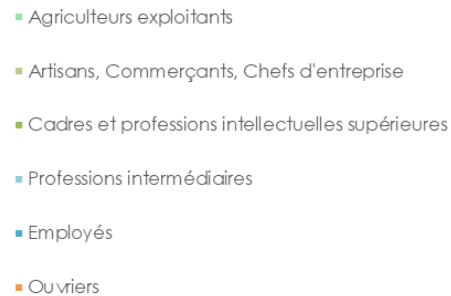 Agriculteurs exploitants
Artisans, Commerçants, Chefs d'entreprise
Cadres et professions intellectuelles supérieures
Professions intermédiaires
Employés
Ouvriers